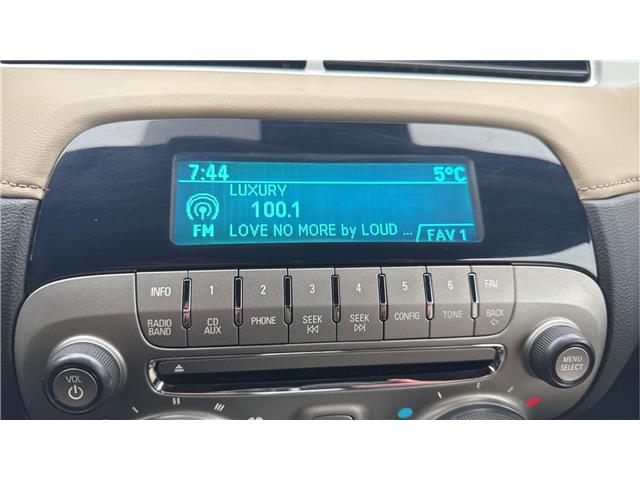 7:44 5°C
LUXURY
100.1
FM LOVE NO MORE by LOUD ... FAV 1
INFO 1 2 3 4 5 6 FAV
RADIO BAND CD AUX PHONE SEEK SEEK CONFIG TONE BACK
VOL
MENU
SELECT